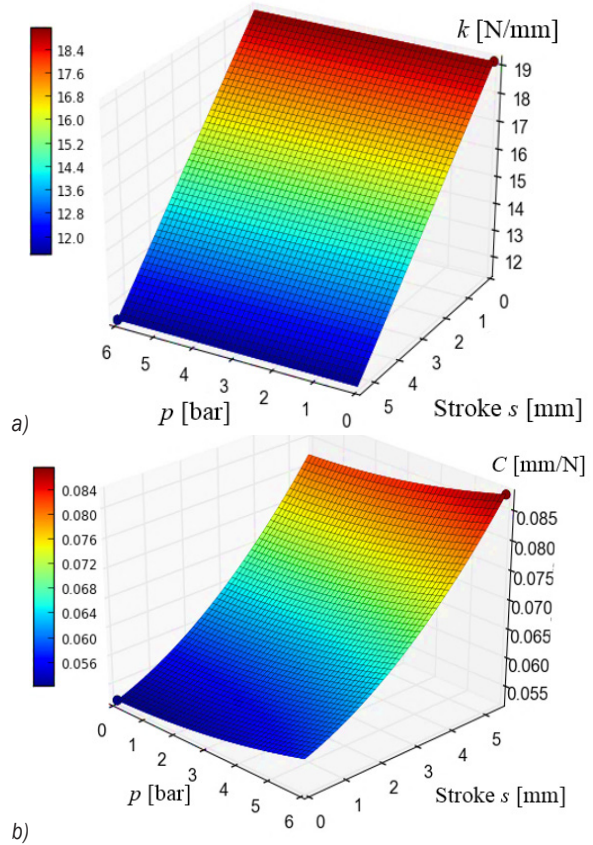 k [N/mm]
18.4
17.6
16.8
16.0
15.2
14.4
13.6
12.8
12.0
19
18
17
16
15
14
13
12
6 5 4 3 2 1 0
p [bar]
0 1 2 3 4 5
Stroke s [mm]
a)
C [mm/N]
0.084
0.080
0.076
0.072
0.068
0.064
0.060
0.056
0.085
0.080
0.075
0.070
0.065
0.060
0.055
0 1 2 3 4 5 6
p [bar]
0 1 2 3 4 5
Stroke s [mm]
b)